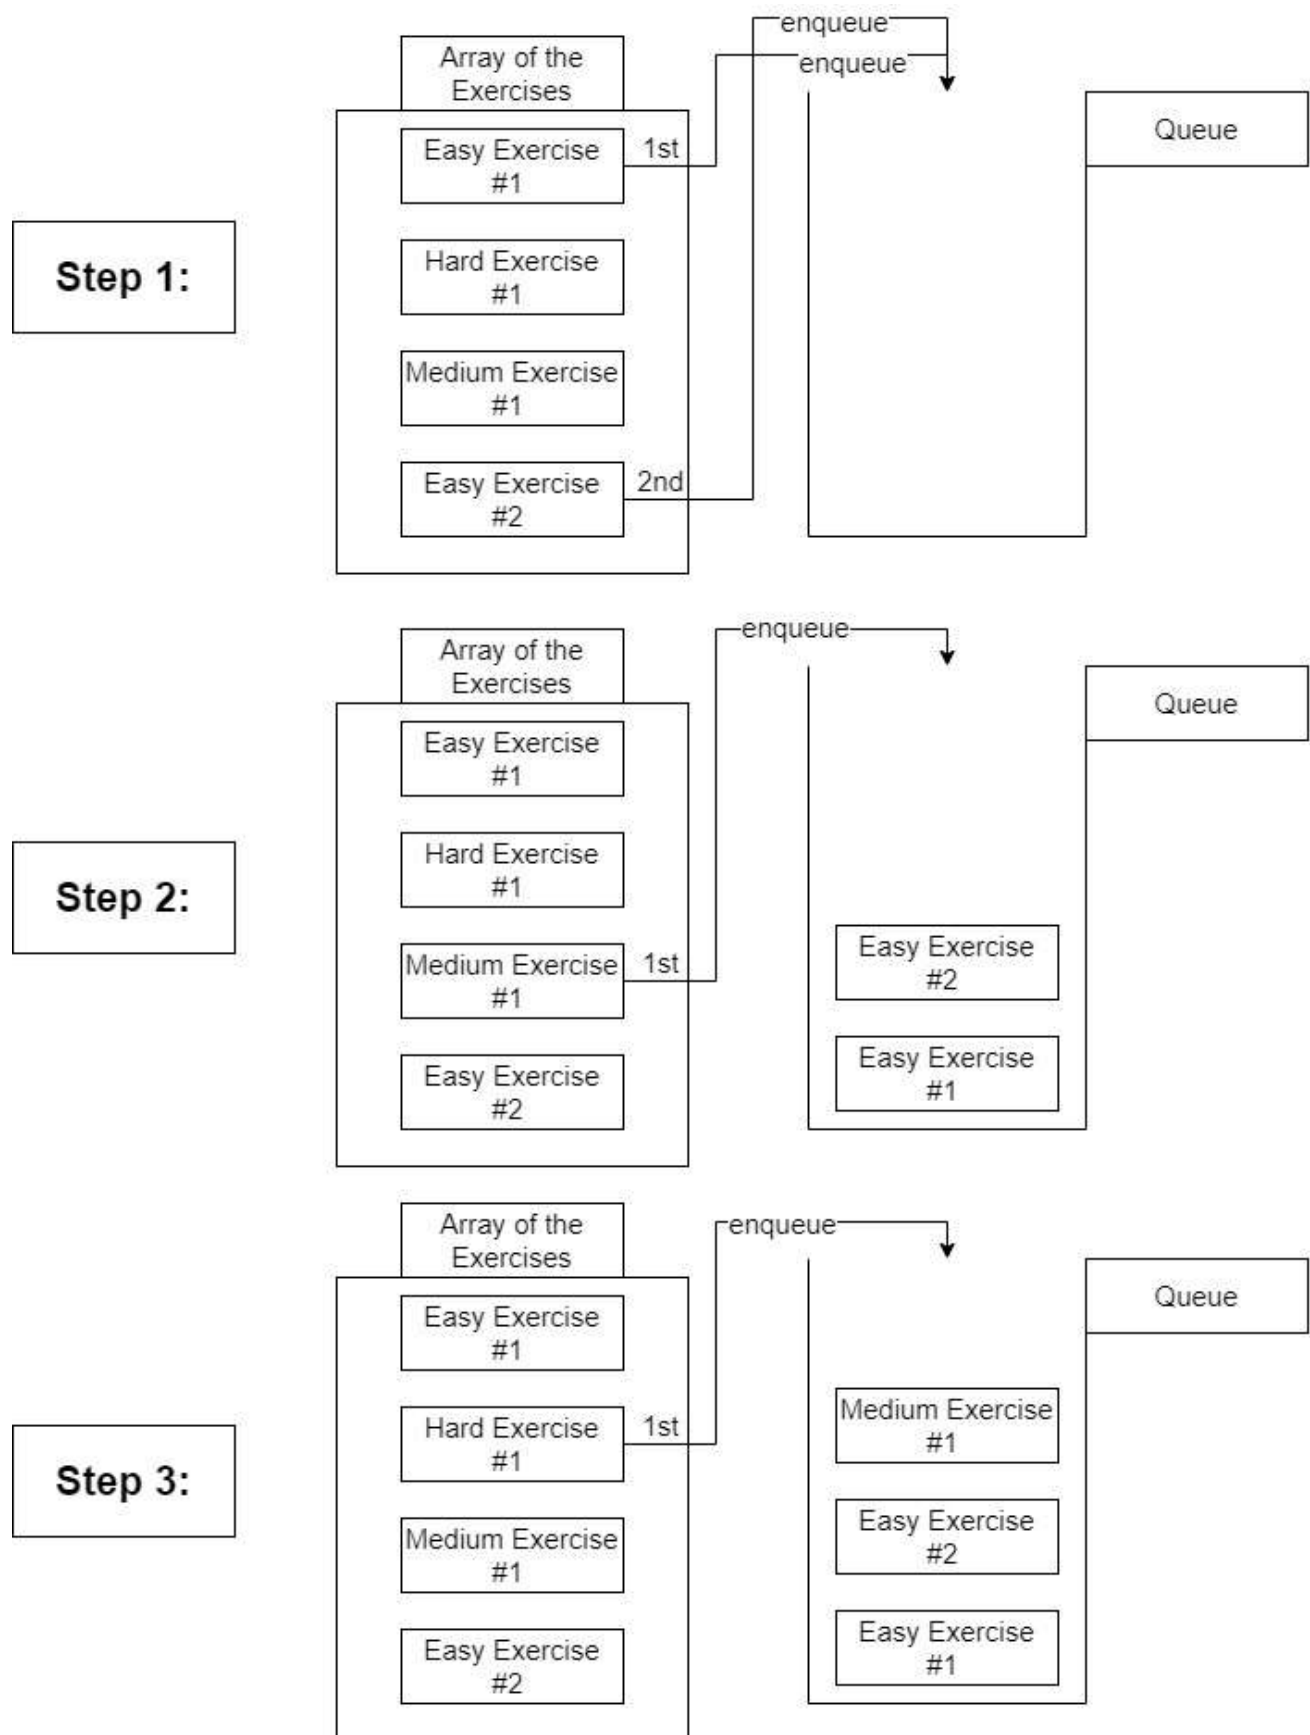 enqueue
enqueue
Array of the
Exercises
Queue
Easy Exercise
#1
1st
Step 1:
Hard Exercise
#1
Medium Exercise
#1
Easy Exercise
#2
2nd
enqueue
Array of the
Exercises
Queue
Easy Exercise
#1
Step 2:
Hard Exercise
#1
Medium Exercise
#1
1st
Easy Exercise
#2
Easy Exercise
#2
Easy Exercise
#1
enqueue
Array of the
Exercises
Queue
Easy Exercise
#1
Step 3:
Hard Exercise
#1
1st
Medium Exercise
#1
Easy Exercise
#2
Medium Exercise
#1
Easy Exercise
#2
Easy Exercise
#1